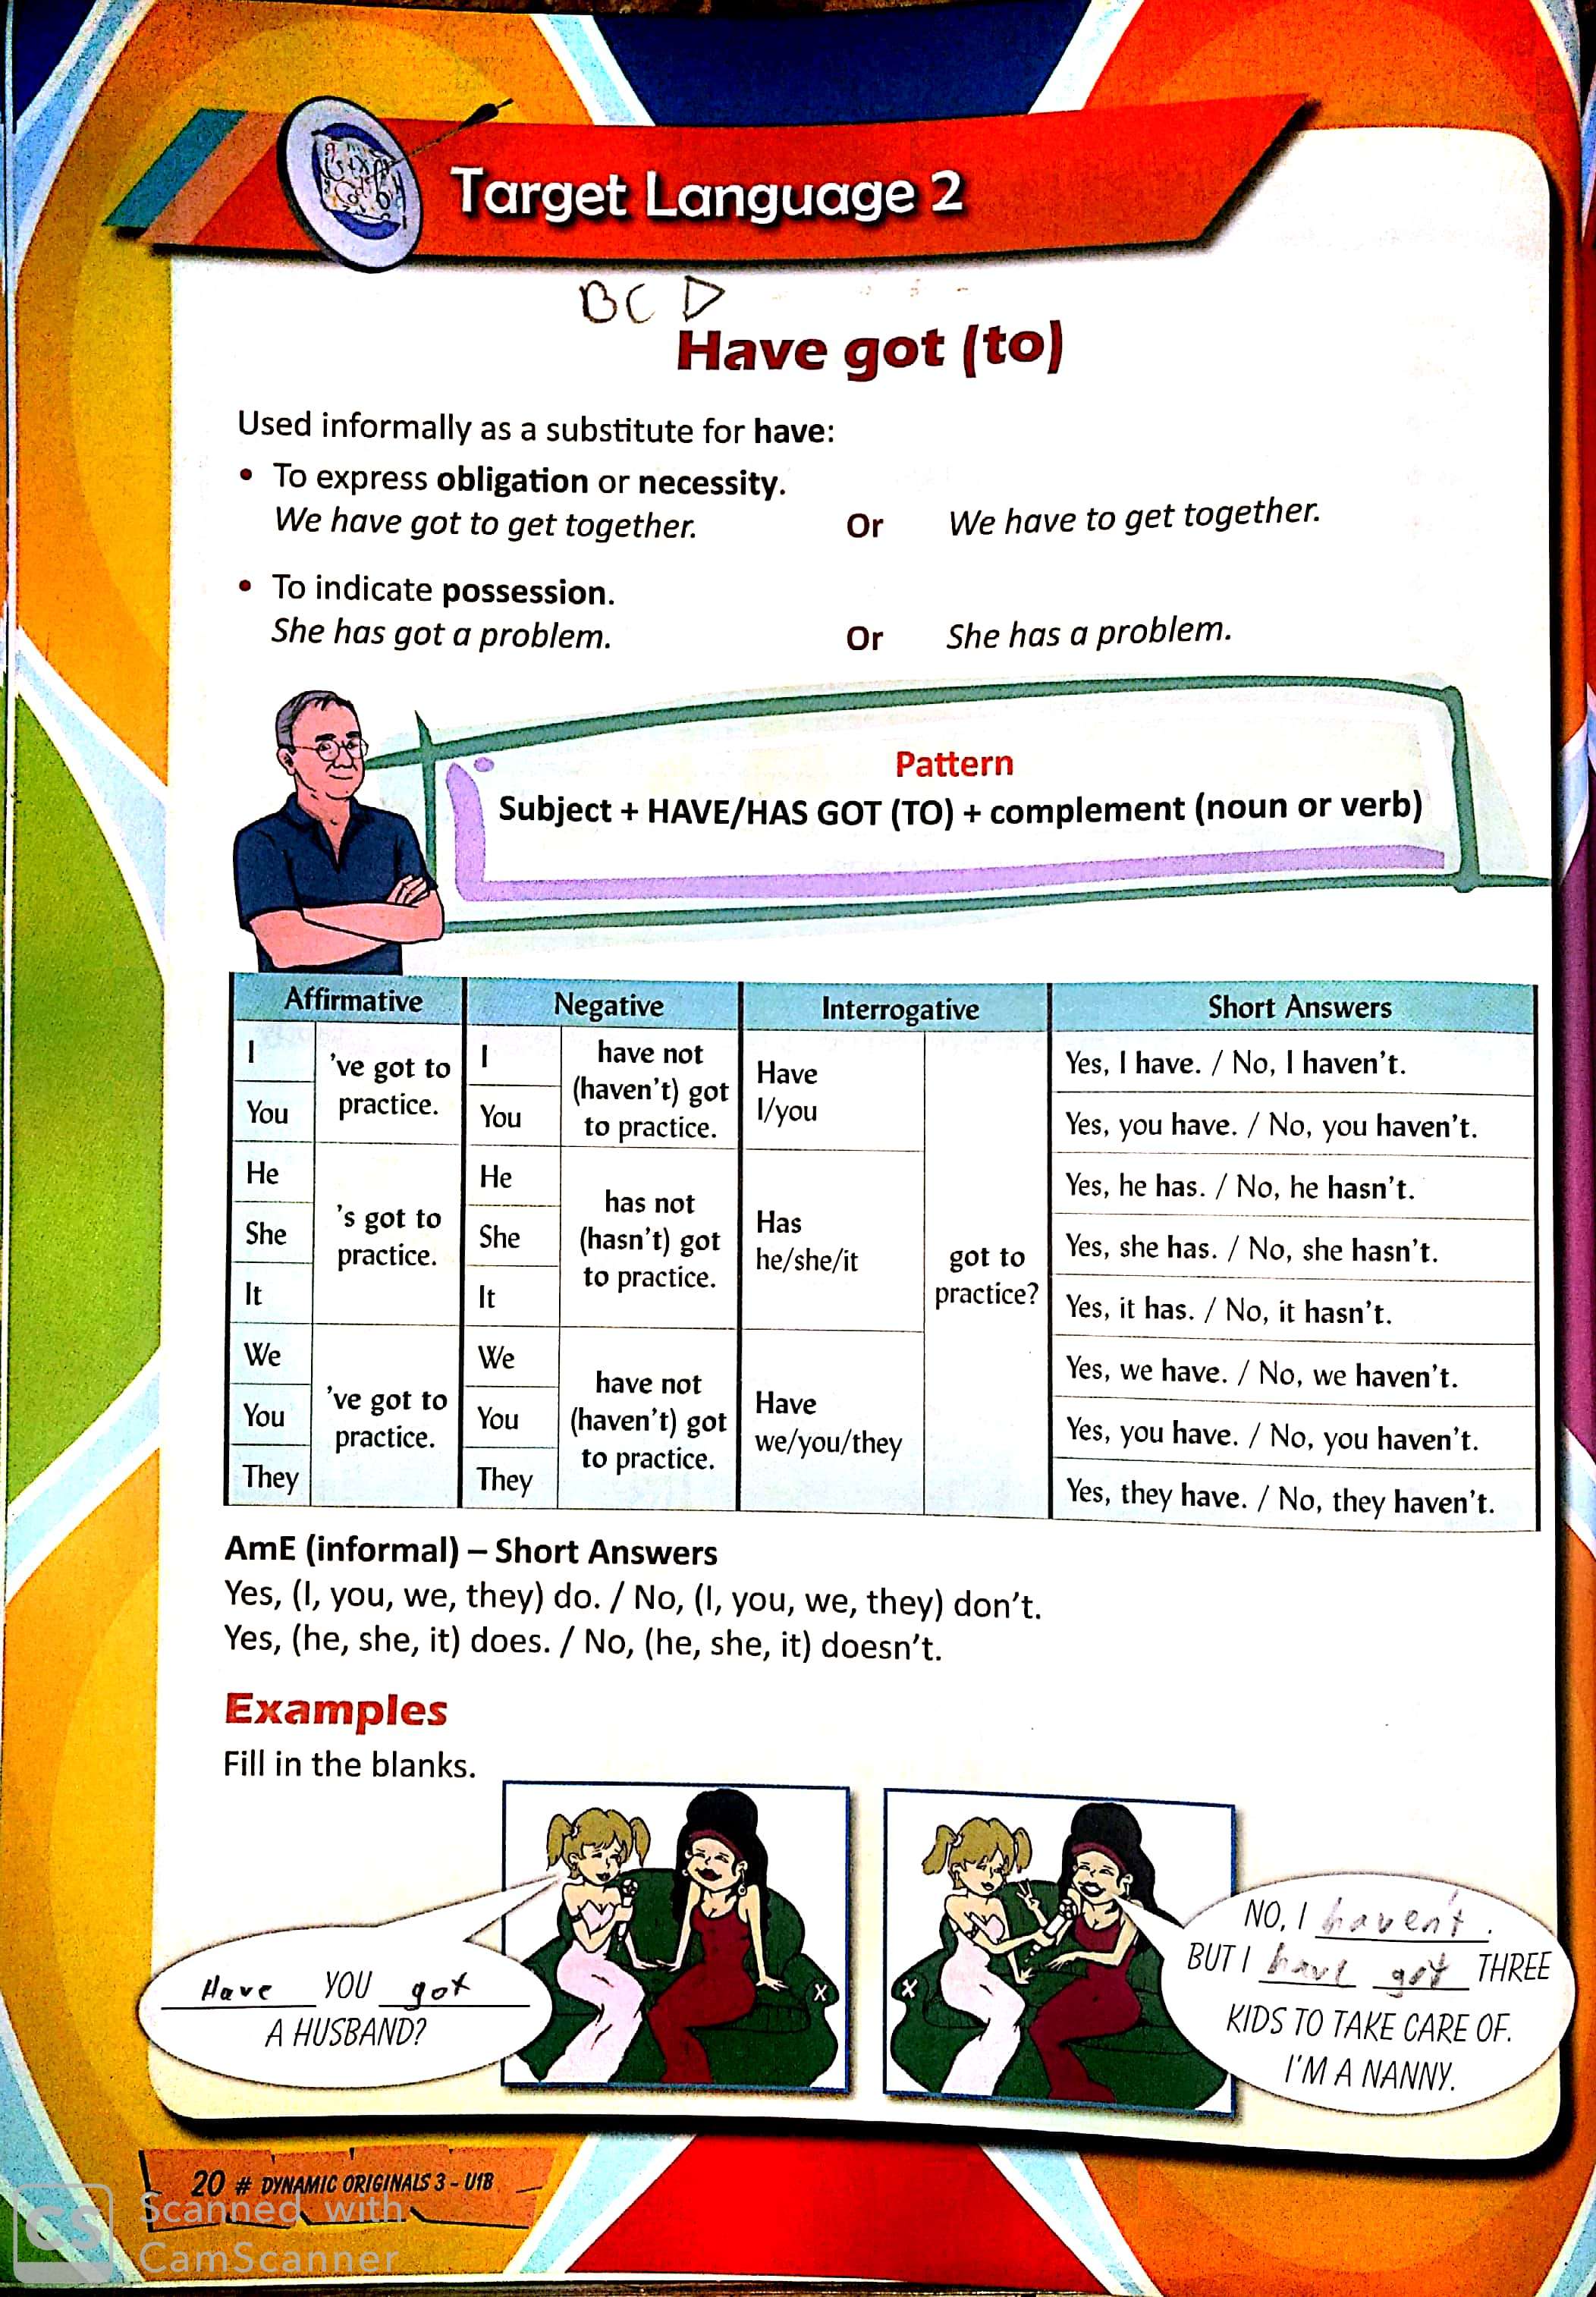 Target Language 2
BC D
Have got (to)
Used informally as a substitute for have:
• To express obligation or necessity.
We have got to get together. Or We have to get together.
• To indicate possession.
She has got a problem. Or She has a problem.
Pattern
Subject + HAVE/HAS GOT (TO) + complement (noun or verb)
Affirmative Negative Interrogative Short Answers
I 've got to practice. I have not (haven't) got to practice. Have I/you got to practice? Yes, I have. / No, I haven't.
You You Yes, you have. / No, you haven't.
He 's got to practice. He has not (hasn't) got to practice. Has he/she/it Yes, he has. / No, he hasn't.
She She Yes, she has. / No, she hasn't.
It It Yes, it has. / No, it hasn't.
We 've got to practice. We have not (haven't) got to practice. Have we/you/they Yes, we have. / No, we haven't.
You You Yes, you have. / No, you haven't.
They They Yes, they have. / No, they haven't.
AmE (informal) – Short Answers
Yes, (I, you, we, they) do. / No, (I, you, we, they) don't.
Yes, (he, she, it) does. / No, (he, she, it) doesn't.
Examples
Fill in the blanks.
Have YOU got
A HUSBAND?
NO, I haven't.
BUT I have got THREE
KIDS TO TAKE CARE OF.
I'M A NANNY.
20 # DYNAMIC ORIGINALS 3 - U1B
CS Scanned with
CamScanner